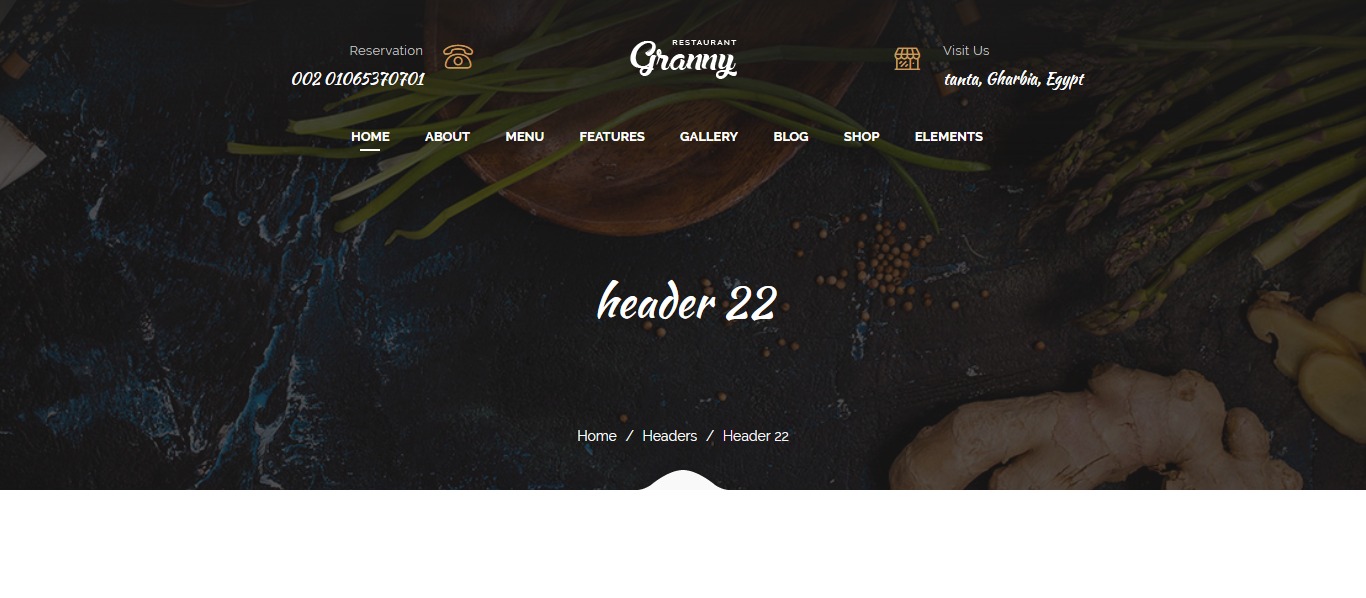 Reservation
002 01065370701
RESTAURANT
Granny
Visit Us
tanta, Gharbia, Egypt
HOME ABOUT MENU FEATURES GALLERY BLOG SHOP ELEMENTS
header 22
Home / Headers / Header 22